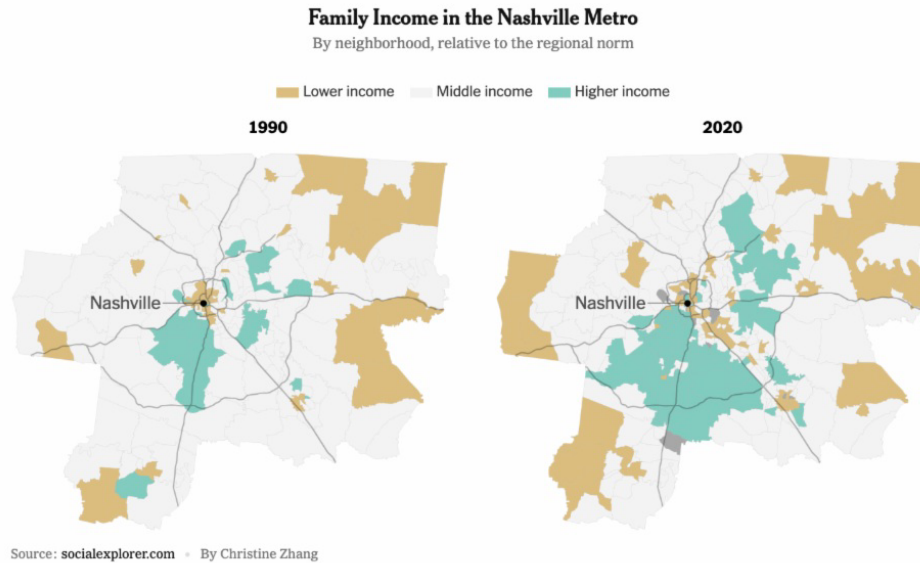 Family Income in the Nashville Metro
By neighborhood, relative to the regional norm
Lower income Middle income Higher income
1990 2020
Nashville Nashville
Source: socialexplorer.com • By Christine Zhang